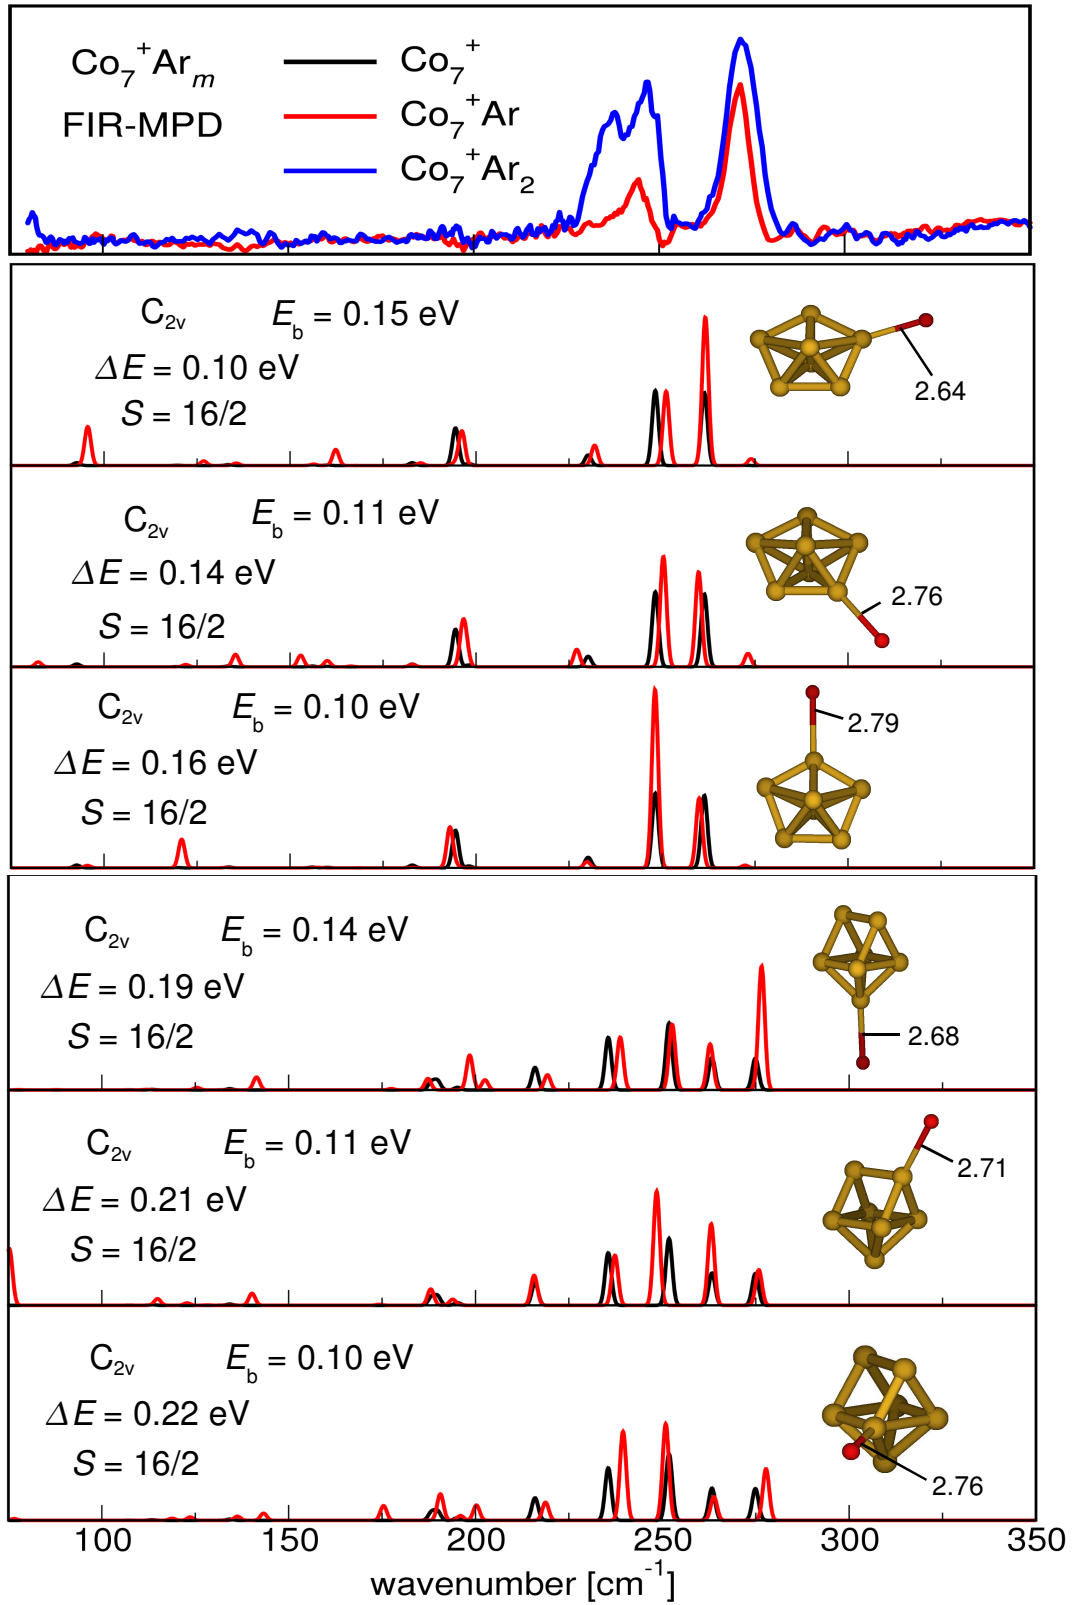 Co7+Arm
FIR-MPD
Co7+
Co7+Ar
Co7+Ar2
C2v Eb = 0.15 eV
ΔE = 0.10 eV
S = 16/2
2.64
C2v Eb = 0.11 eV
ΔE = 0.14 eV
S = 16/2
2.76
C2v Eb = 0.10 eV
ΔE = 0.16 eV
S = 16/2
2.79
C2v Eb = 0.14 eV
ΔE = 0.19 eV
S = 16/2
2.68
C2v Eb = 0.11 eV
ΔE = 0.21 eV
S = 16/2
2.71
C2v Eb = 0.10 eV
ΔE = 0.22 eV
S = 16/2
2.76
100 150 200 250 300 350
wavenumber [cm-1]